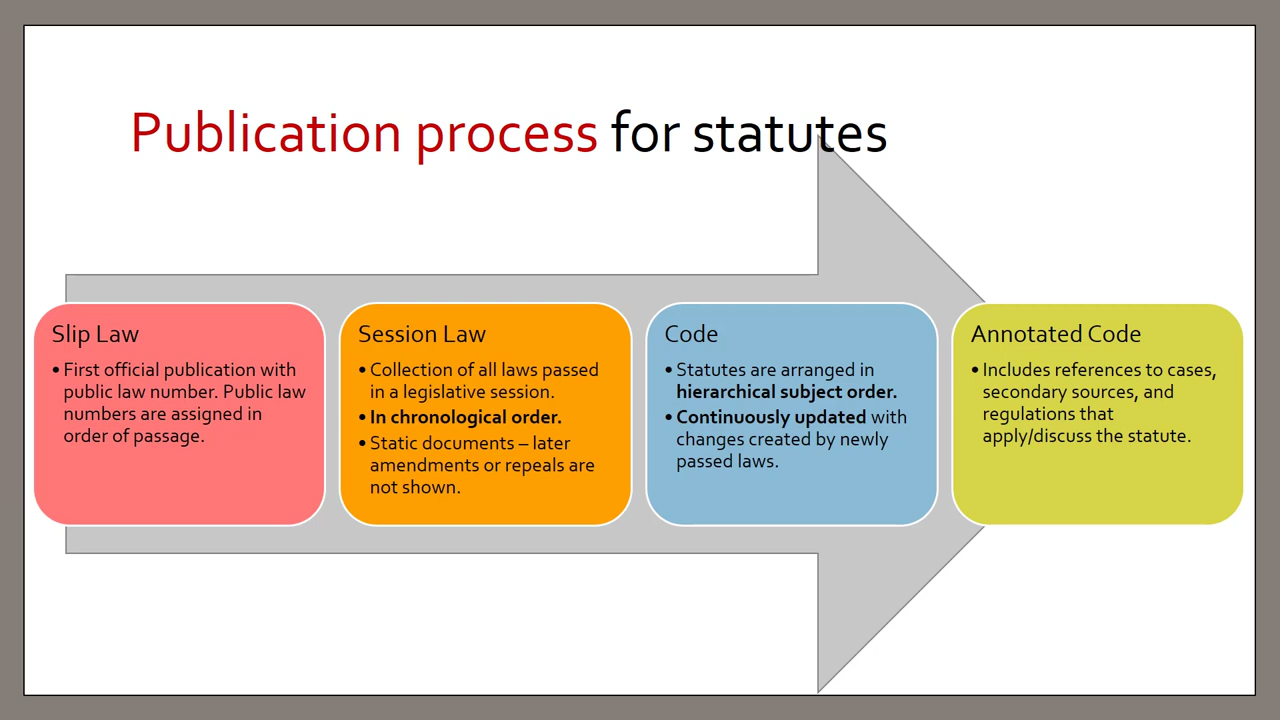 Publication process for statutes
Slip Law
• First official publication with
public law number. Public law
numbers are assigned in
order of passage.
Session Law
• Collection of all laws passed
in a legislative session.
• In chronological order.
• Static documents – later
amendments or repeals are
not shown.
Code
• Statutes are arranged in
hierarchical subject order.
• Continuously updated with
changes created by newly
passed laws.
Annotated Code
• Includes references to cases,
secondary sources, and
regulations that
apply/discuss the statute.